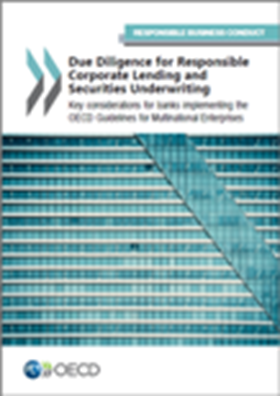 RESPONSIBLE BUSINESS CONDUCT
Due Diligence for Responsible
Corporate Lending and
Securities Underwriting
Key considerations for banks implementing the
OECD Guidelines for Multinational Enterprises
OECD